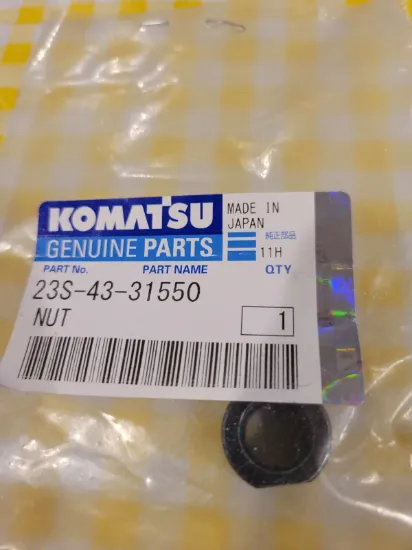 KOMATSU
MADE IN
JAPAN
純正部品
GENUINE PARTS
11H
PART No. PART NAME QTY
23S-43-31550
NUT
1